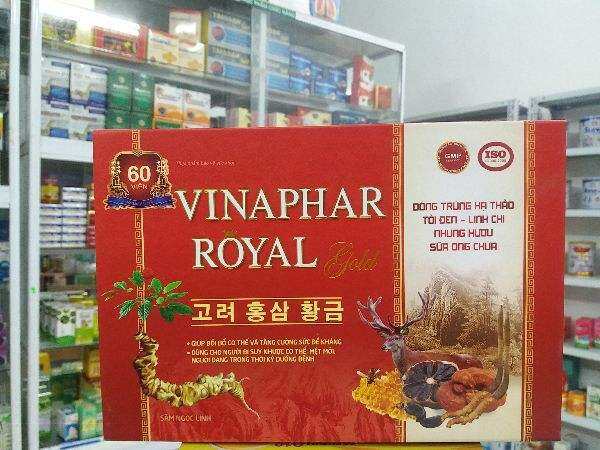 60
VIÊN
VINAPHAR
ROYAL Gold
고려 홍삼 황금
• GIÚP BỒI BỔ CƠ THỂ VÀ TĂNG CƯỜNG SỨC ĐỀ KHÁNG
• DÙNG CHO NGƯỜI BỊ SUY NHƯỢC CƠ THỂ, MỆT MỎI,
NGƯỜI ĐANG TRONG THỜI KỲ DƯỠNG BỆNH
SÂM NGỌC LINH
GMP
ISO
ĐÔNG TRÙNG HẠ THẢO
TỎI ĐEN - LINH CHI
NHUNG HƯƠU
SỮA ONG CHÚA